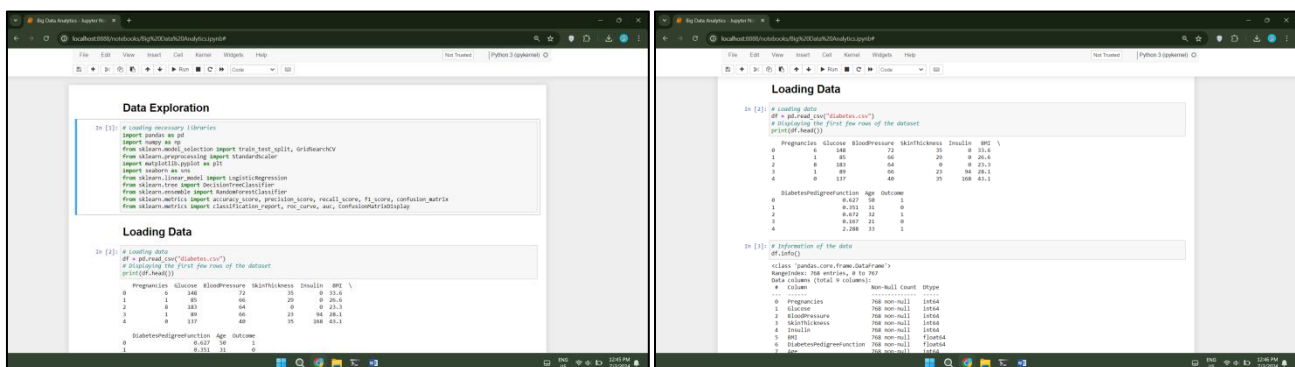 Big Data Analytics - Jupyter No
localhost:8888/notebooks/Big%20Data%20Analytics.ipynb#
File Edit View Insert Cell Kernel Widgets Help
Not Trusted
Python 3 (ipykernel)
Run
Code
Data Exploration
In [1]: # Loading necessary libraries
import pandas as pd
import numpy as np
from sklearn.model_selection import train_test_split, GridSearchCV
from sklearn.preprocessing import StandardScaler
import matplotlib.pyplot as plt
import seaborn as sns
from sklearn.linear_model import LogisticRegression
from sklearn.tree import DecisionTreeClassifier
from sklearn.ensemble import RandomForestClassifier
from sklearn.metrics import accuracy_score, precision_score, recall_score, f1_score, confusion_matrix
from sklearn.metrics import classification_report, roc_curve, auc, ConfusionMatrixDisplay
Loading Data
In [2]: # Loading data
df = pd.read_csv("diabetes.csv")
# Displaying the first few rows of the dataset
print(df.head())
Pregnancies Glucose BloodPressure SkinThickness Insulin BMI \
0 6 148 72 35 0 33.6
1 1 85 66 29 0 26.6
2 8 183 64 0 0 23.3
3 1 89 66 23 94 28.1
4 0 137 40 35 168 43.1
DiabetesPedigreeFunction Age Outcome
0 0.627 50 1
1 0.351 31 0
ENG
12:45 PM
7/3/2024
Big Data Analytics - Jupyter No
localhost:8888/notebooks/Big%20Data%20Analytics.ipynb#
File Edit View Insert Cell Kernel Widgets Help
Not Trusted
Python 3 (ipykernel)
Run
Code
Loading Data
In [2]: # Loading data
df = pd.read_csv("diabetes.csv")
# Displaying the first few rows of the dataset
print(df.head())
Pregnancies Glucose BloodPressure SkinThickness Insulin BMI \
0 6 148 72 35 0 33.6
1 1 85 66 29 0 26.6
2 8 183 64 0 0 23.3
3 1 89 66 23 94 28.1
4 0 137 40 35 168 43.1
DiabetesPedigreeFunction Age Outcome
0 0.627 50 1
1 0.351 31 0
2 0.672 32 1
3 0.167 21 0
4 2.288 33 1
In [3]: # Information of the data
df.info()
<class 'pandas.core.frame.DataFrame'>
RangeIndex: 768 entries, 0 to 767
Data columns (total 9 columns):
# Column Non-Null Count Dtype
--- ------ -------------- -----
0 Pregnancies 768 non-null int64
1 Glucose 768 non-null int64
2 BloodPressure 768 non-null int64
3 SkinThickness 768 non-null int64
4 Insulin 768 non-null int64
5 BMI 768 non-null float64
6 DiabetesPedigreeFunction 768 non-null float64
7 Age 768 non-null int64
ENG
12:46 PM
7/3/2024